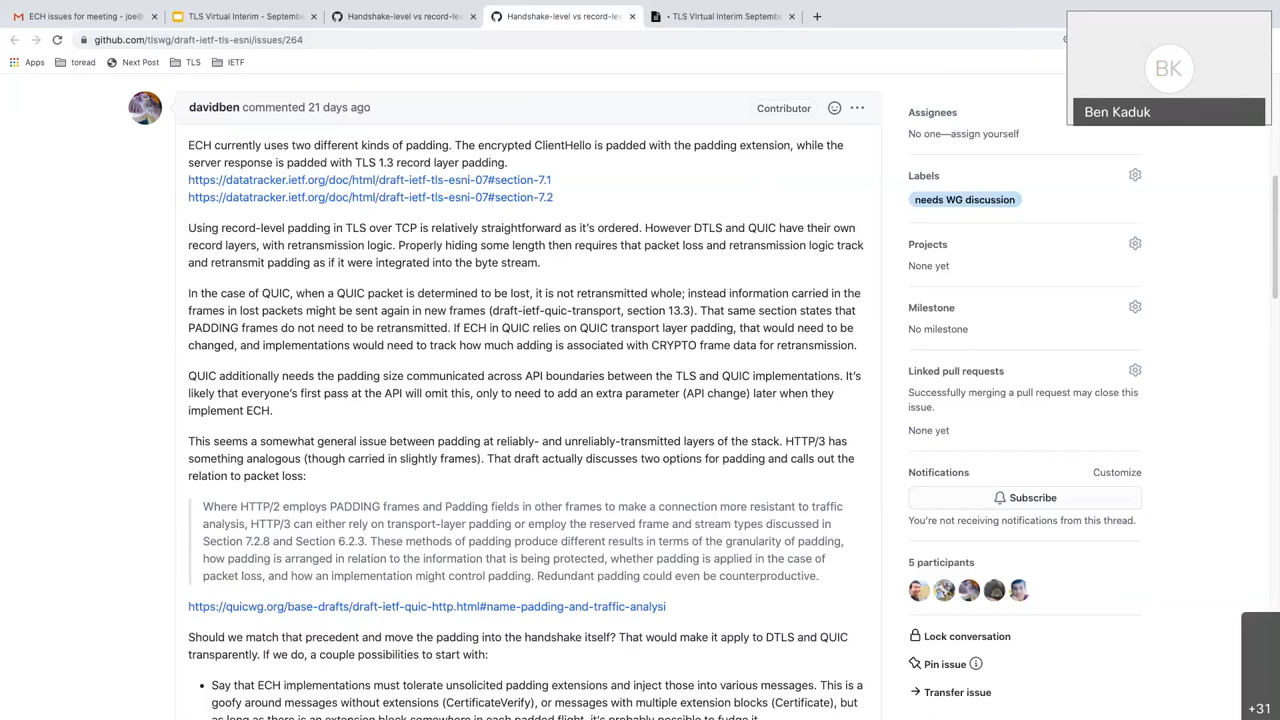 ECH issues for meeting - joe@
TLS Virtual Interim - Septembe
Handshake-level vs record-lev
Handshake-level vs record-lev
• TLS VIrtual Interim Septemb
github.com/tlswg/draft-ietf-tls-esni/issues/264
Apps
toread
Next Post
TLS
IETF
BK
Ben Kaduk
davidben commented 21 days ago
Contributor
ECH currently uses two different kinds of padding. The encrypted ClientHello is padded with the padding extension, while the
server response is padded with TLS 1.3 record layer padding.
https://datatracker.ietf.org/doc/html/draft-ietf-tls-esni-07#section-7.1
https://datatracker.ietf.org/doc/html/draft-ietf-tls-esni-07#section-7.2
Using record-level padding in TLS over TCP is relatively straightforward as it's ordered. However DTLS and QUIC have their own
record layers, with retransmission logic. Properly hiding some length then requires that packet loss and retransmission logic track
and retransmit padding as if it were integrated into the byte stream.
In the case of QUIC, when a QUIC packet is determined to be lost, it is not retransmitted whole; instead information carried in the
frames in lost packets might be sent again in new frames (draft-ietf-quic-transport, section 13.3). That same section states that
PADDING frames do not need to be retransmitted. If ECH in QUIC relies on QUIC transport layer padding, that would need to be
changed, and implementations would need to track how much adding is associated with CRYPTO frame data for retransmission.
QUIC additionally needs the padding size communicated across API boundaries between the TLS and QUIC implementations. It's
likely that everyone's first pass at the API will omit this, only to need to add an extra parameter (API change) later when they
implement ECH.
This seems a somewhat general issue between padding at reliably- and unreliably-transmitted layers of the stack. HTTP/3 has
something analogous (though carried in slightly frames). That draft actually discusses two options for padding and calls out the
relation to packet loss:
Where HTTP/2 employs PADDING frames and Padding fields in other frames to make a connection more resistant to traffic
analysis, HTTP/3 can either rely on transport-layer padding or employ the reserved frame and stream types discussed in
Section 7.2.8 and Section 6.2.3. These methods of padding produce different results in terms of the granularity of padding,
how padding is arranged in relation to the information that is being protected, whether padding is applied in the case of
packet loss, and how an implementation might control padding. Redundant padding could even be counterproductive.
https://quicwg.org/base-drafts/draft-ietf-quic-http.html#name-padding-and-traffic-analysi
Should we match that precedent and move the padding into the handshake itself? That would make it apply to DTLS and QUIC
transparently. If we do, a couple possibilities to start with:
• Say that ECH implementations must tolerate unsolicited padding extensions and inject those into various messages. This is a
goofy around messages without extensions (CertificateVerify), or messages with multiple extension blocks (Certificate), but
as long as there is an extension block somewhere in each padded flight, it's probably possible to fudge it.
Assignees
No one—assign yourself
Labels
needs WG discussion
Projects
None yet
Milestone
No milestone
Linked pull requests
Successfully merging a pull request may close this
issue.
None yet
Notifications
Customize
Subscribe
You're not receiving notifications from this thread.
5 participants
Lock conversation
Pin issue
Transfer issue
+31